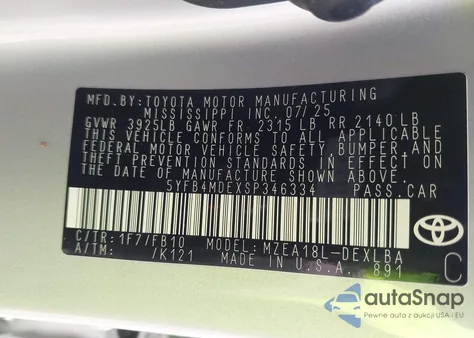 MFD.BY: TOYOTA MOTOR MANUFACTURING
MISSISSIPPI INC. 07/25
GVWR 3925LB GAWR FR. 2315 LB RR 2140 LB
THIS VEHICLE CONFORMS TO ALL APPLICABLE
FEDERAL MOTOR VEHICLE SAFETY, BUMPER, AND
THEFT PREVENTION STANDARDS IN EFFECT ON
THE DATE OF MANUFACTURE SHOWN ABOVE.
5YFB4MDEXSP346334 PASS.CAR
C/TR: 1F7/FB10 MODEL: MZEA18L-DEXLBA
A/TM: /K121 MADE IN U.S.A. 891
TOYOTA
C
autoSnap
Pewne auta z aukcji USA i EU